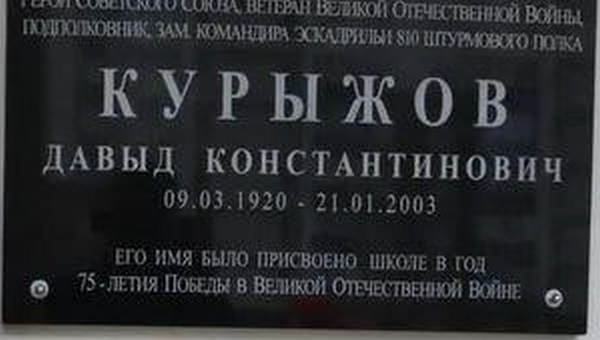 ГЕРОЙ СОВЕТСКОГО СОЮЗА, ВЕТЕРАН ВЕЛИКОЙ ОТЕЧЕСТВЕННОЙ ВОЙНЫ,
ПОДПОЛКОВНИК, ЗАМ. КОМАНДИРА ЭСКАДРИЛЬИ 810 ШТУРМОВОГО ПОЛКА
КУРЫЖОВ
ДАВЫД КОНСТАНТИНОВИЧ
09.03.1920 - 21.01.2003
ЕГО ИМЯ БЫЛО ПРИСВОЕНО ШКОЛЕ В ГОД
75-ЛЕТИЯ ПОБЕДЫ В ВЕЛИКОЙ ОТЕЧЕСТВЕННОЙ ВОЙНЕ